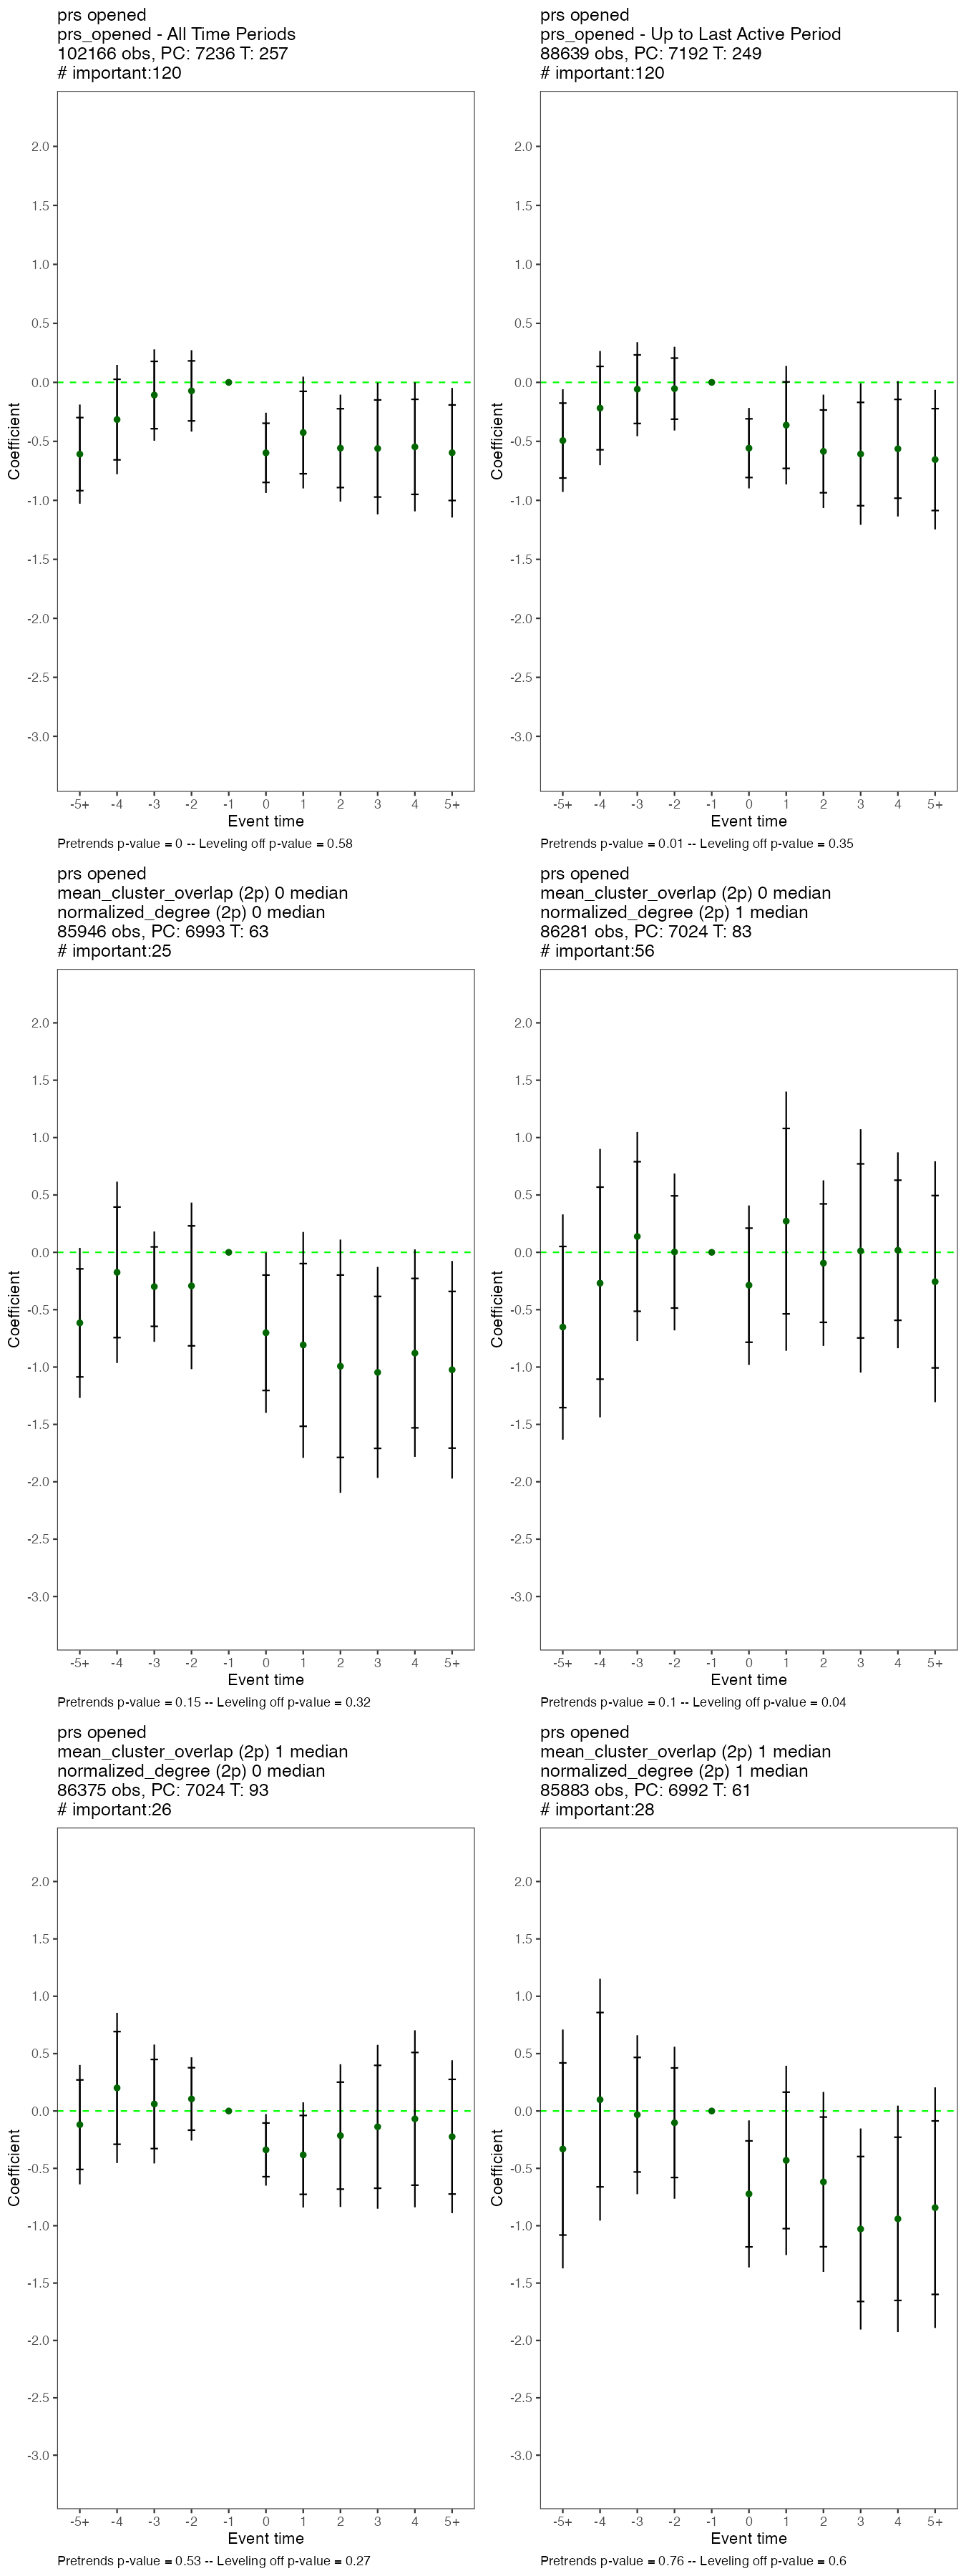 prs opened
prs_opened - All Time Periods
102166 obs, PC: 7236 T: 257
# important:120
2.0
1.5
1.0
0.5
0.0
-0.5
-1.0
-1.5
-2.0
-2.5
-3.0
Coefficient
-5+ -4 -3 -2 -1 0 1 2 3 4 5+
Event time
Pretrends p-value = 0 -- Leveling off p-value = 0.58
prs opened
prs_opened - Up to Last Active Period
88639 obs, PC: 7192 T: 249
# important:120
2.0
1.5
1.0
0.5
0.0
-0.5
-1.0
-1.5
-2.0
-2.5
-3.0
Coefficient
-5+ -4 -3 -2 -1 0 1 2 3 4 5+
Event time
Pretrends p-value = 0.01 -- Leveling off p-value = 0.35
prs opened
mean_cluster_overlap (2p) 0 median
normalized_degree (2p) 0 median
85946 obs, PC: 6993 T: 63
# important:25
2.0
1.5
1.0
0.5
0.0
-0.5
-1.0
-1.5
-2.0
-2.5
-3.0
Coefficient
-5+ -4 -3 -2 -1 0 1 2 3 4 5+
Event time
Pretrends p-value = 0.15 -- Leveling off p-value = 0.32
prs opened
mean_cluster_overlap (2p) 0 median
normalized_degree (2p) 1 median
86281 obs, PC: 7024 T: 83
# important:56
2.0
1.5
1.0
0.5
0.0
-0.5
-1.0
-1.5
-2.0
-2.5
-3.0
Coefficient
-5+ -4 -3 -2 -1 0 1 2 3 4 5+
Event time
Pretrends p-value = 0.1 -- Leveling off p-value = 0.04
prs opened
mean_cluster_overlap (2p) 1 median
normalized_degree (2p) 0 median
86375 obs, PC: 7024 T: 93
# important:26
2.0
1.5
1.0
0.5
0.0
-0.5
-1.0
-1.5
-2.0
-2.5
-3.0
Coefficient
-5+ -4 -3 -2 -1 0 1 2 3 4 5+
Event time
Pretrends p-value = 0.53 -- Leveling off p-value = 0.27
prs opened
mean_cluster_overlap (2p) 1 median
normalized_degree (2p) 1 median
85883 obs, PC: 6992 T: 61
# important:28
2.0
1.5
1.0
0.5
0.0
-0.5
-1.0
-1.5
-2.0
-2.5
-3.0
Coefficient
-5+ -4 -3 -2 -1 0 1 2 3 4 5+
Event time
Pretrends p-value = 0.76 -- Leveling off p-value = 0.6